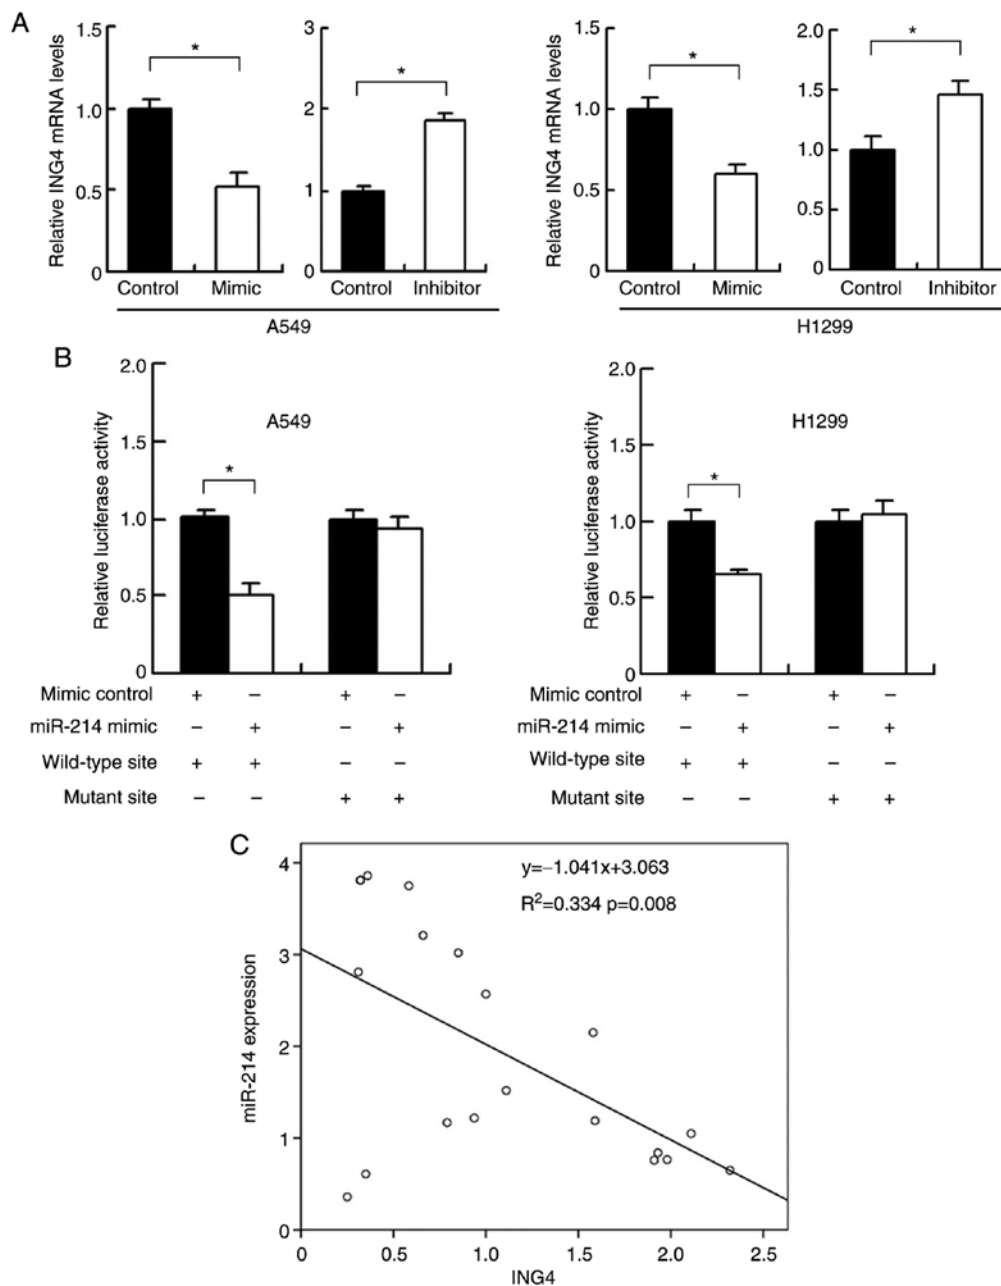 A
Relative ING4 mRNA levels
1.5
1.0
0.5
0
*
Control Mimic
3
2
1
0
*
Control Inhibitor
A549
Relative ING4 mRNA levels
1.5
1.0
0.5
0
*
Control Mimic
2.0
1.5
1.0
0.5
0
*
Control Inhibitor
H1299
B
Relative luciferase activity
2.0
1.5
1.0
0.5
0
A549
*
Mimic control + − + −
miR-214 mimic − + − +
Wild-type site + + − −
Mutant site − − + +
Relative luciferase activity
2.0
1.5
1.0
0.5
0
H1299
*
Mimic control + − + −
miR-214 mimic − + − +
Wild-type site + + − −
Mutant site − − + +
C
miR-214 expression
4
3
2
1
0
y=−1.041x+3.063
R²=0.334 p=0.008
0 0.5 1.0 1.5 2.0 2.5
ING4